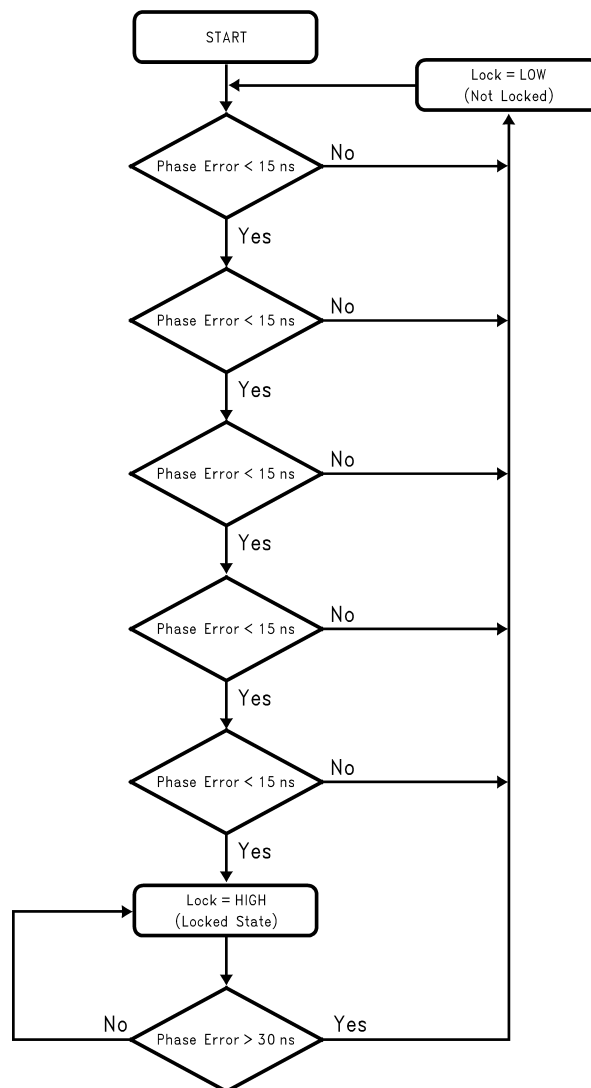 START
Lock = LOW
(Not Locked)
Phase Error < 15 ns
No
Yes
Phase Error < 15 ns
No
Yes
Phase Error < 15 ns
No
Yes
Phase Error < 15 ns
No
Yes
Phase Error < 15 ns
No
Yes
Lock = HIGH
(Locked State)
No
Phase Error > 30 ns
Yes